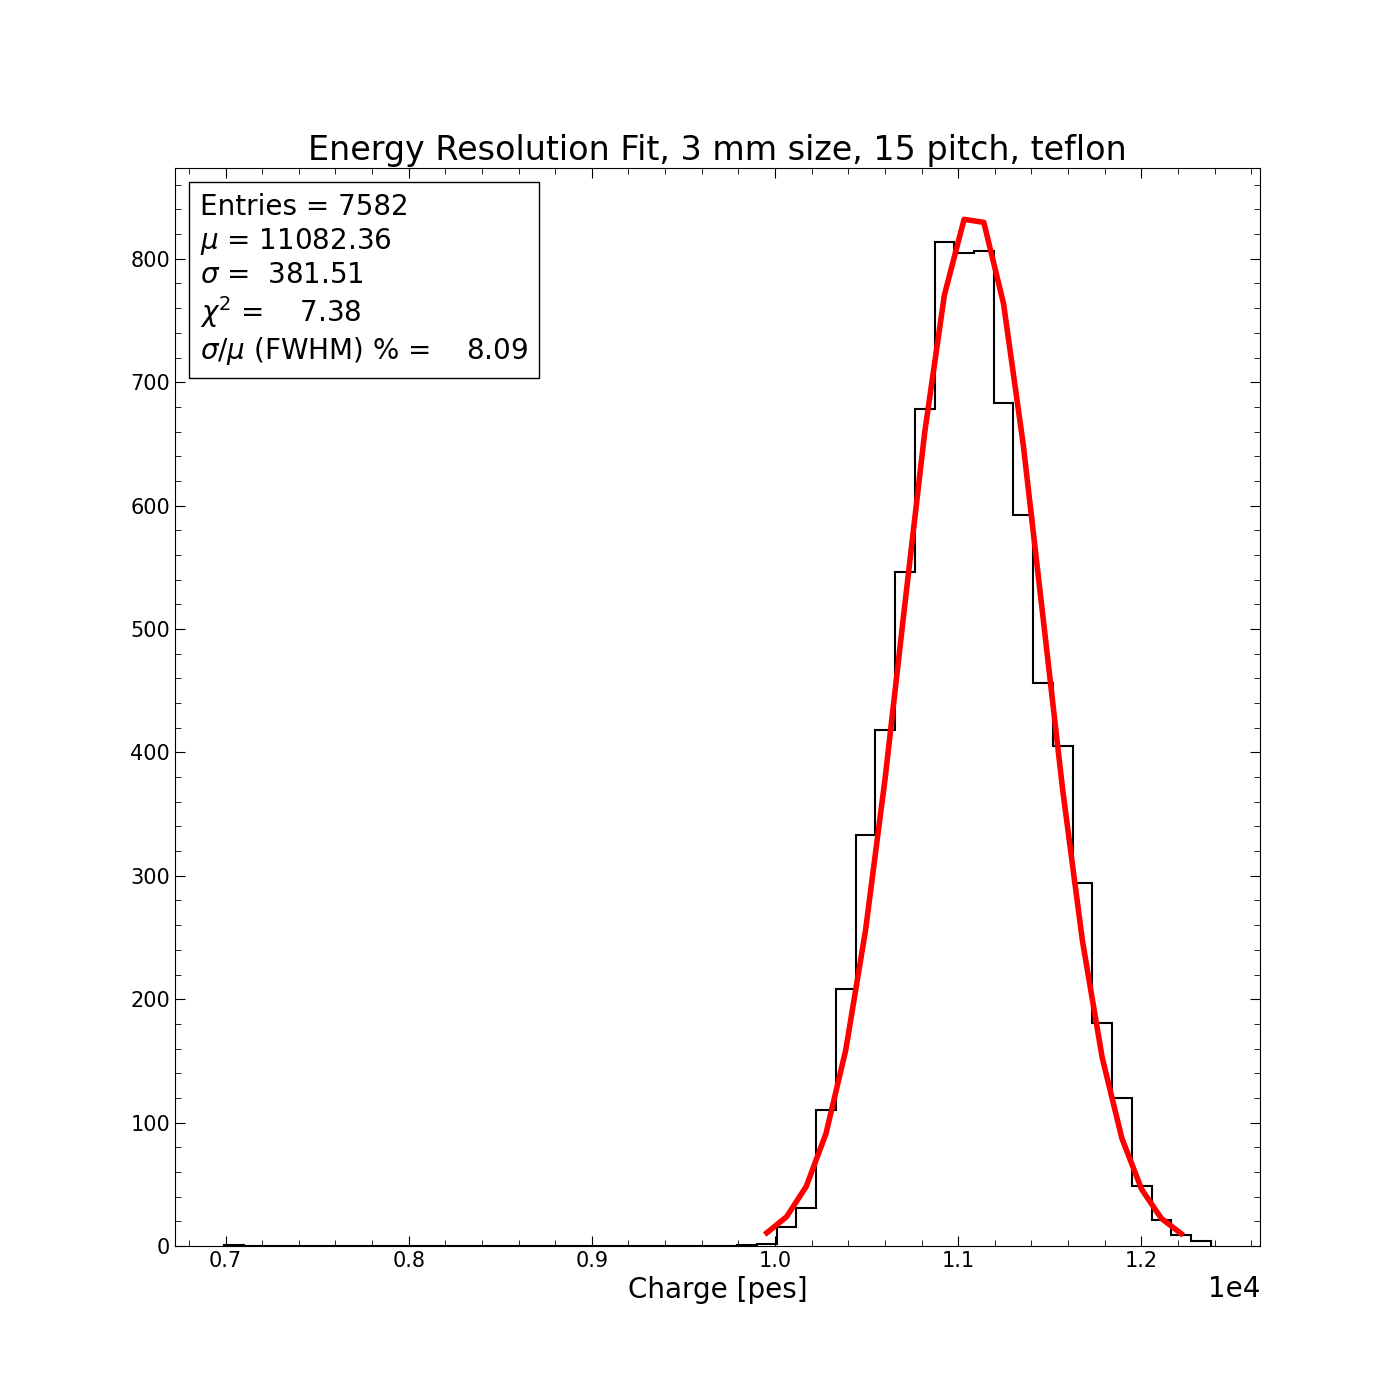 Energy Resolution Fit, 3 mm size, 15 pitch, teflon
Entries = 7582
μ = 11082.36
σ = 381.51
χ² = 7.38
σ/μ (FWHM) % = 8.09
800
700
600
500
400
300
200
100
0
0.7 0.8 0.9 1.0 1.1 1.2
Charge [pes] 1e4